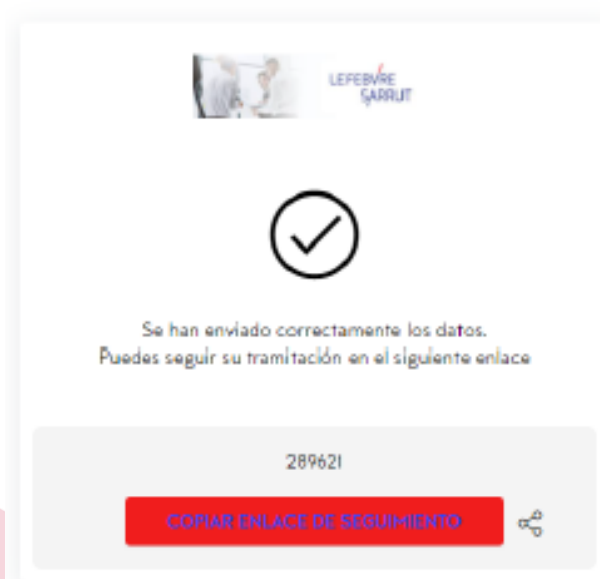 LEFEBVRE
SARRUT
Se han enviado correctamente los datos.
Puedes seguir su tramitación en el siguiente enlace
289621
COPIAR ENLACE DE SEGUIMIENTO